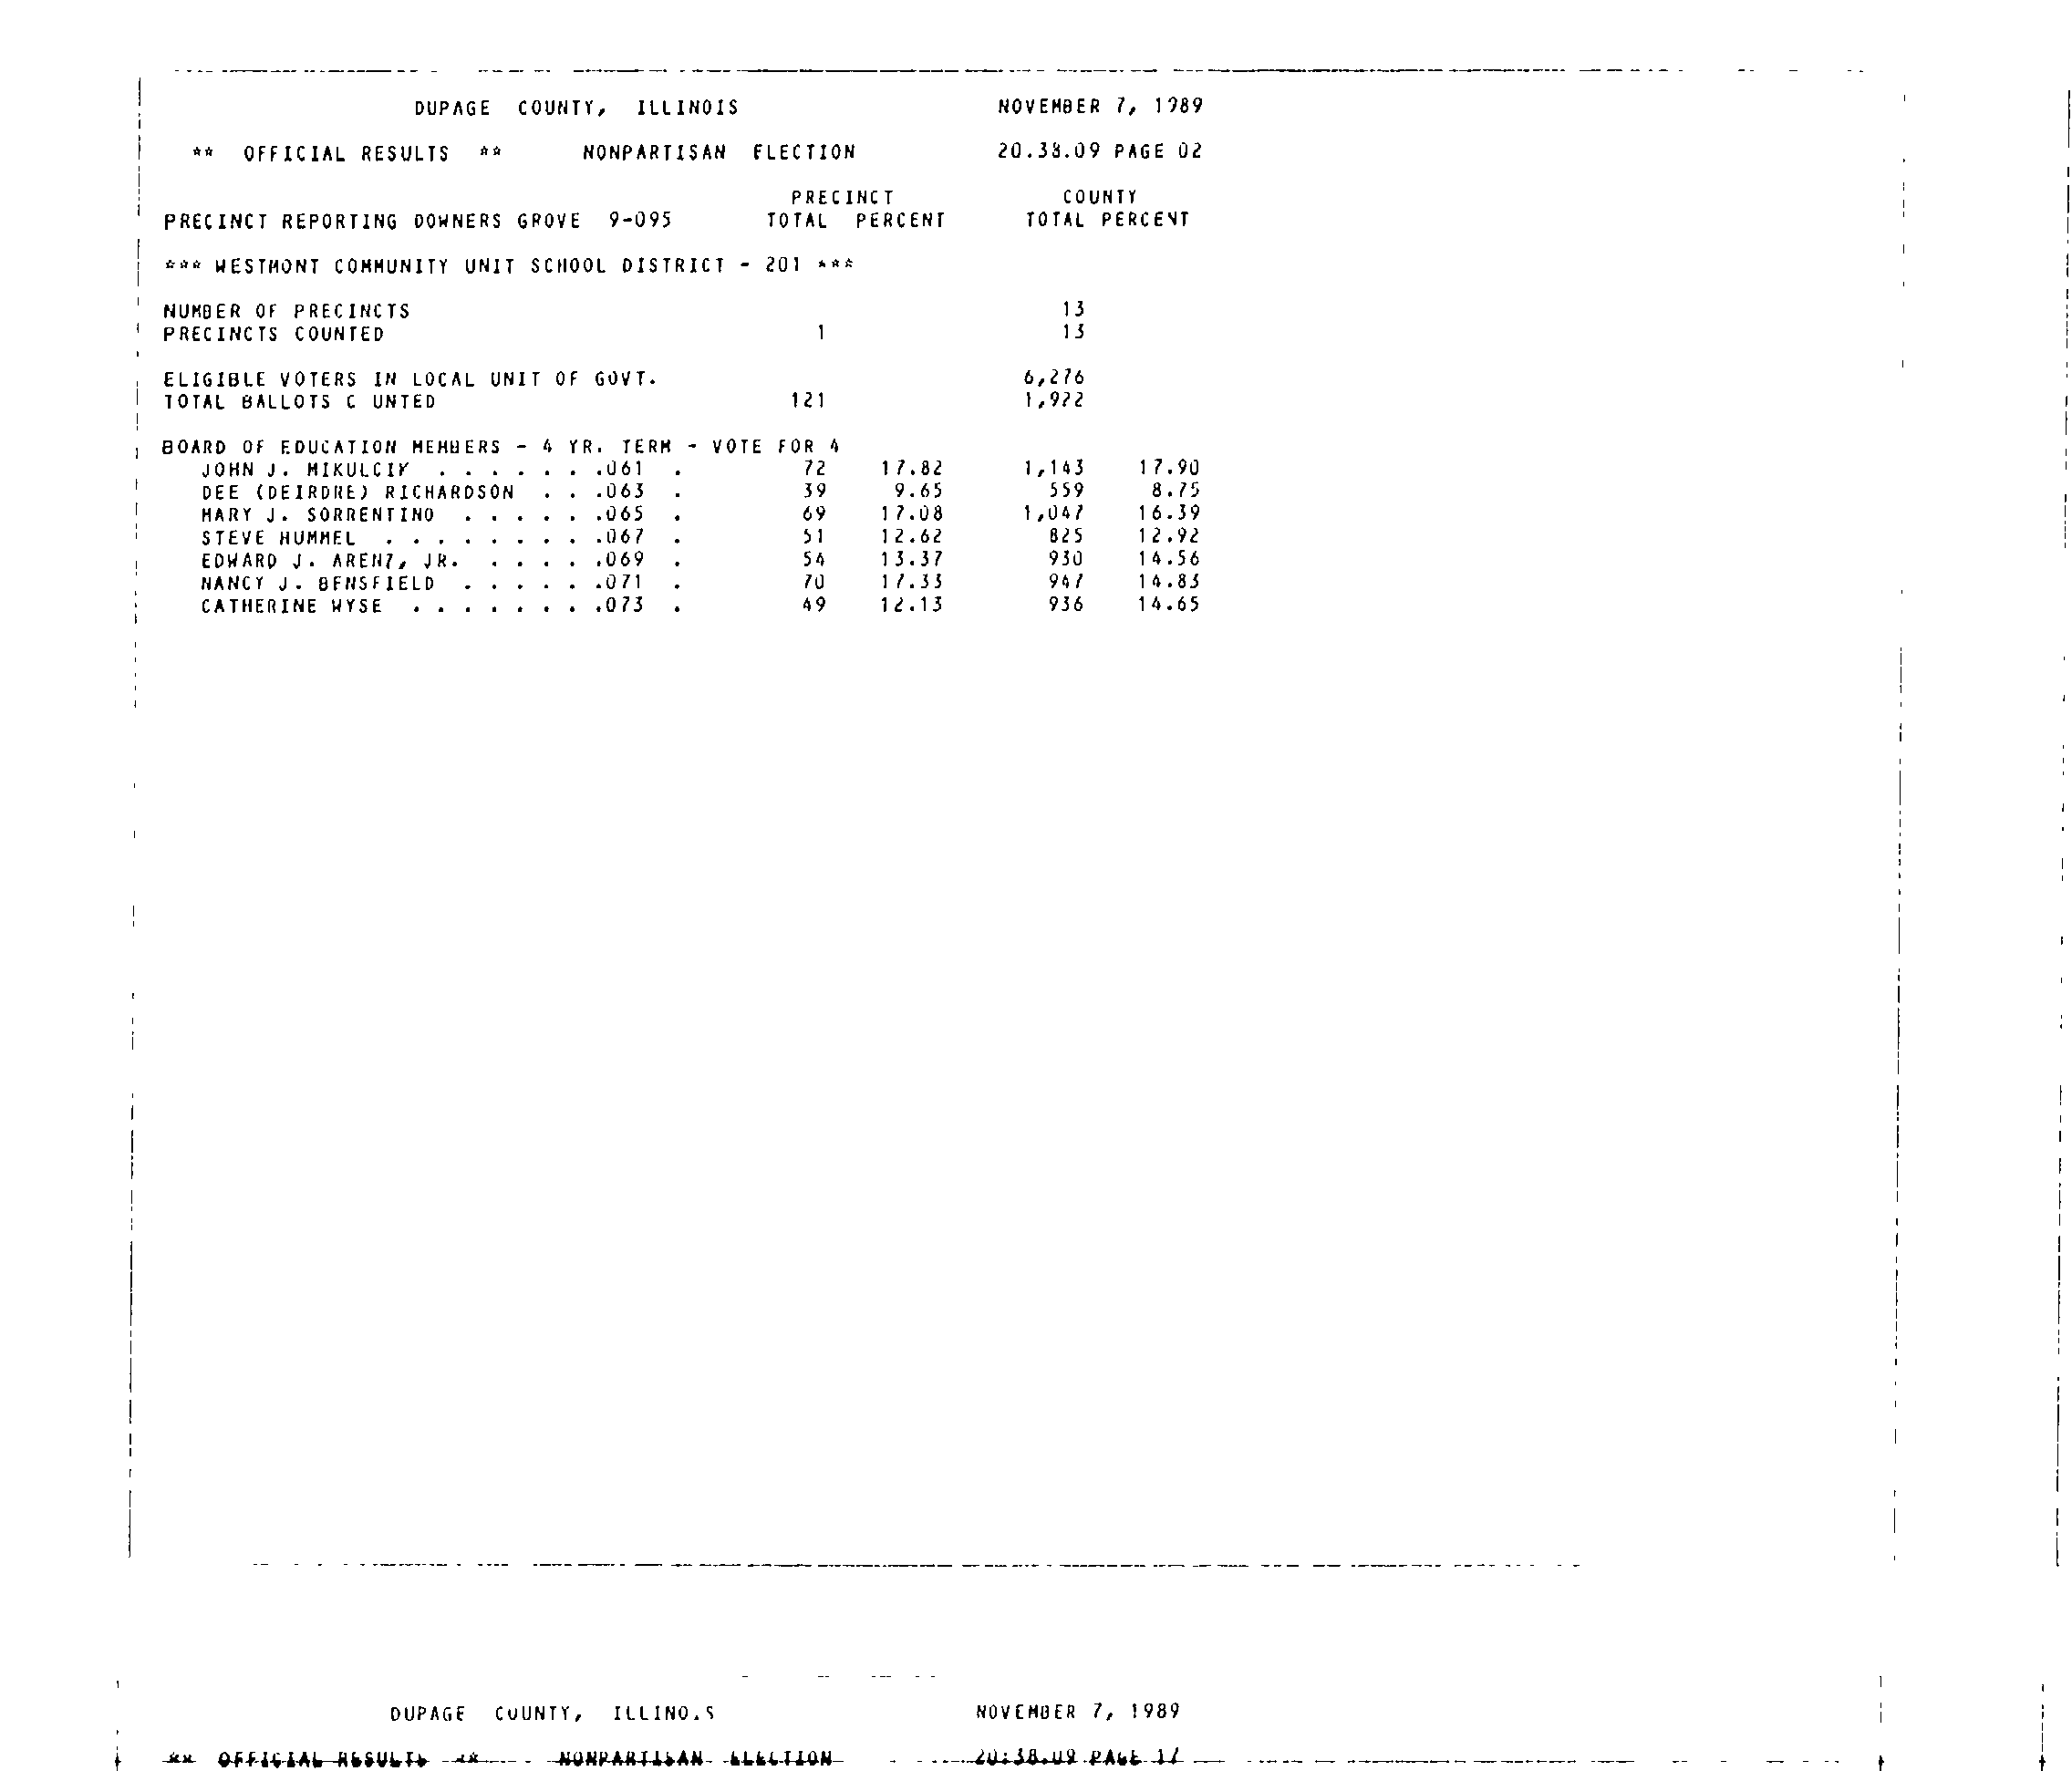 DUPAGE COUNTY, ILLINOIS NOVEMBER 7, 1989
** OFFICIAL RESULTS ** NONPARTISAN ELECTION 20.38.09 PAGE 02
PRECINCT COUNTY
PRECINCT REPORTING DOWNERS GROVE 9-095 TOTAL PERCENT TOTAL PERCENT
*** WESTMONT COMMUNITY UNIT SCHOOL DISTRICT - 201 ***
NUMBER OF PRECINCTS 13
PRECINCTS COUNTED 1 13
ELIGIBLE VOTERS IN LOCAL UNIT OF GOVT. 6,276
TOTAL BALLOTS C UNTED 121 1,922
BOARD OF EDUCATION MEMBERS - 4 YR. TERM - VOTE FOR 4
JOHN J. MIKULCIK . . . . . . .061 . 72 17.82 1,143 17.90
DEE (DEIRDRE) RICHARDSON . . .063 . 39 9.65 559 8.75
MARY J. SORRENTINO . . . . . .065 . 69 17.08 1,047 16.39
STEVE HUMMEL . . . . . . . . .067 . 51 12.62 825 12.92
EDWARD J. ARENZ, JR. . . . . .069 . 54 13.37 930 14.56
NANCY J. BENSFIELD . . . . . .071 . 70 17.33 947 14.83
CATHERINE WYSE . . . . . . . .073 . 49 12.13 936 14.65
DUPAGE COUNTY, ILLINO.S NOVEMBER 7, 1989
** OFFICIAL RESULTS ** NONPARTISAN ELECTION 20:38.09 PAGE 17